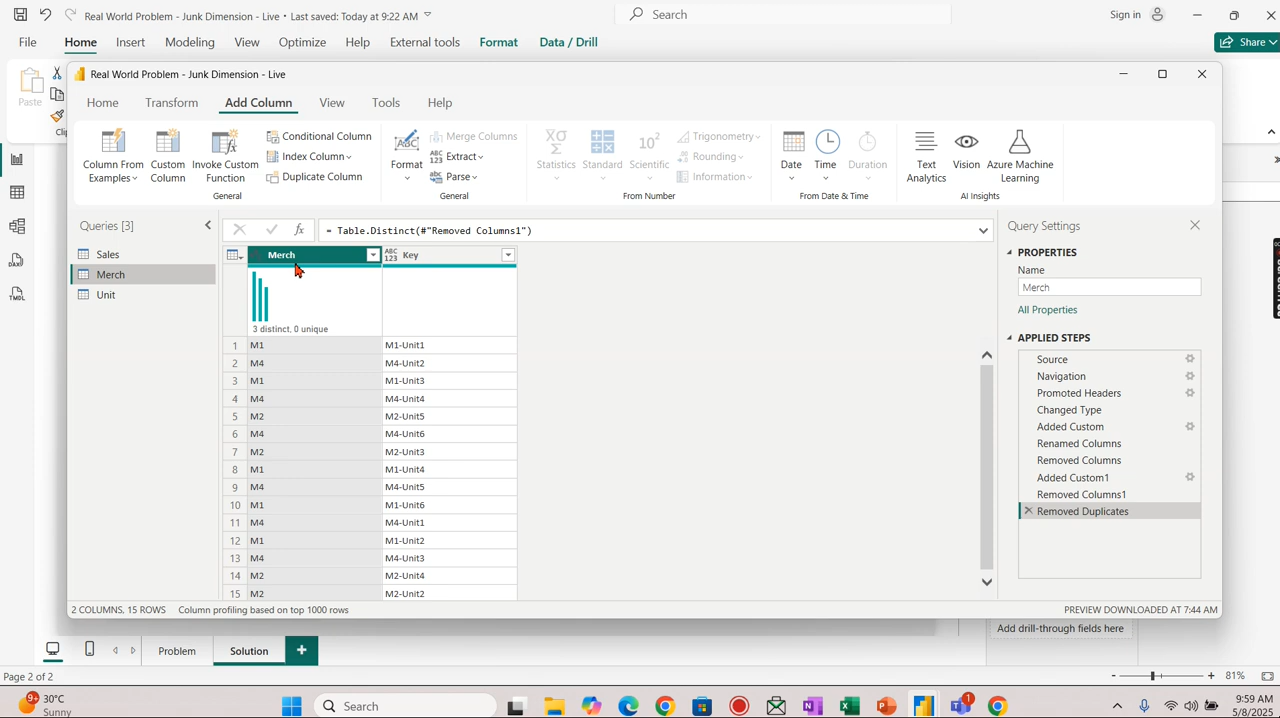 Real World Problem - Junk Dimension - Live • Last saved: Today at 9:22 AM
Search
Sign in
File Home Insert Modeling View Optimize Help External tools Format Data / Drill
Share
Paste
Real World Problem - Junk Dimension - Live
Home Transform Add Column View Tools Help
Column From Examples
Custom Column
Invoke Custom Function
Conditional Column
Index Column
Duplicate Column
General
Format
Merge Columns
Extract
Parse
General
Statistics
Standard
Scientific
Trigonometry
Rounding
Information
From Number
Date
Time
Duration
From Date & Time
Text Analytics
Vision
Azure Machine Learning
AI Insights
Queries [3]
Sales
Merch
Unit
= Table.Distinct(#"Removed Columns1")
Merch Key
3 distinct, 0 unique
1 M1 M1-Unit1
2 M4 M4-Unit2
3 M1 M1-Unit3
4 M4 M4-Unit4
5 M2 M2-Unit5
6 M4 M4-Unit6
7 M2 M2-Unit3
8 M1 M1-Unit4
9 M4 M4-Unit5
10 M1 M1-Unit6
11 M4 M4-Unit1
12 M1 M1-Unit2
13 M4 M4-Unit3
14 M2 M2-Unit4
15 M2 M2-Unit2
Query Settings
PROPERTIES
Name
Merch
All Properties
APPLIED STEPS
Source
Navigation
Promoted Headers
Changed Type
Added Custom
Renamed Columns
Removed Columns
Added Custom1
Removed Columns1
Removed Duplicates
2 COLUMNS, 15 ROWS Column profiling based on top 1000 rows
PREVIEW DOWNLOADED AT 7:44 AM
Add drill-through fields here
Problem Solution
Page 2 of 2
81%
30°C
Sunny
Search
9:59 AM
5/8/2025